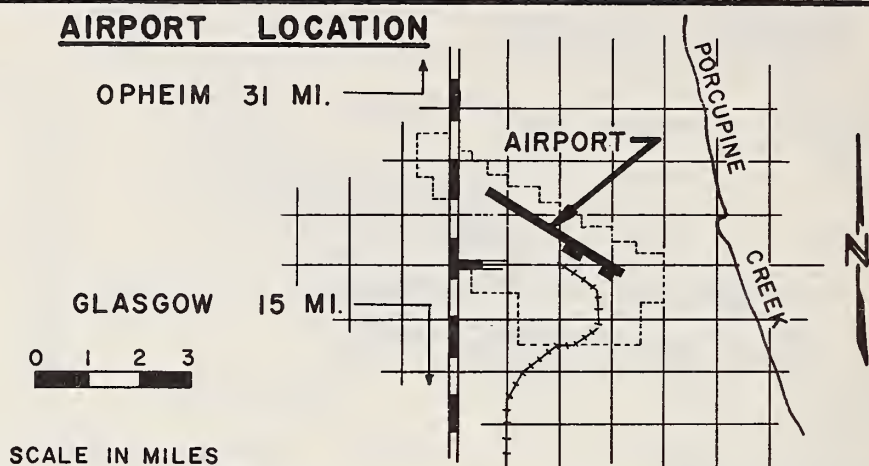 AIRPORT LOCATION
OPHEIM 31 MI.
AIRPORT
PORCUPINE
CREEK
N
GLASGOW 15 MI.
0 1 2 3
SCALE IN MILES